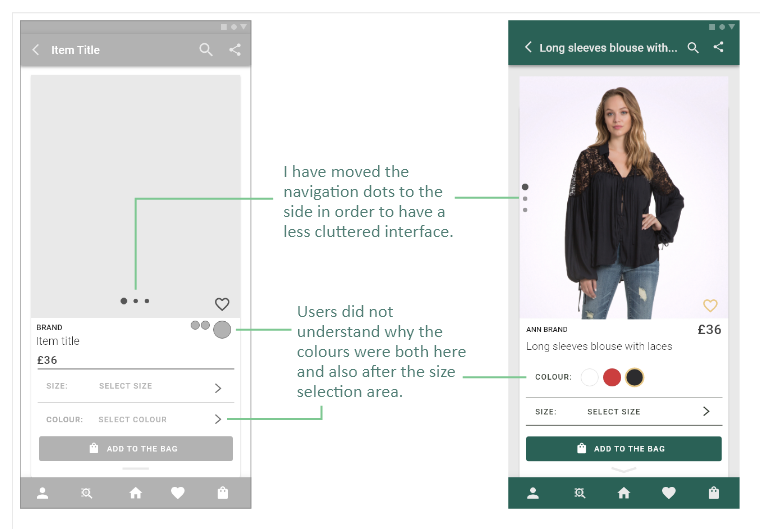 Item Title
BRAND
Item title
£36
SIZE: SELECT SIZE
COLOUR: SELECT COLOUR
ADD TO THE BAG
I have moved the
navigation dots to the
side in order to have a
less cluttered interface.
Users did not
understand why the
colours were both here
and also after the size
selection area.
Long sleeves blouse with...
ANN BRAND
£36
Long sleeves blouse with laces
COLOUR:
SIZE: SELECT SIZE
ADD TO THE BAG